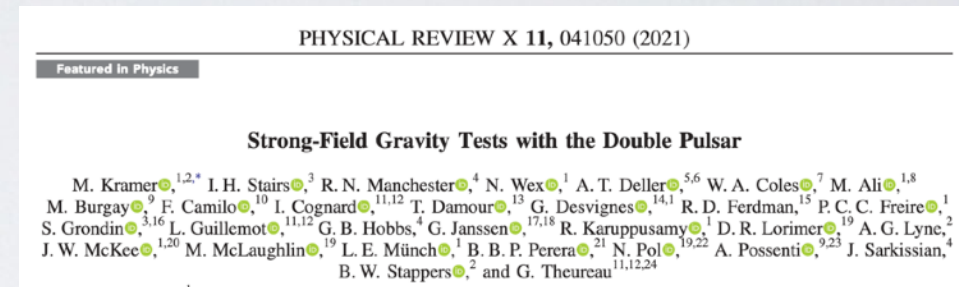 PHYSICAL REVIEW X 11, 041050 (2021)
Featured in Physics
Strong-Field Gravity Tests with the Double Pulsar
M. Kramer,1,2,* I. H. Stairs,3 R. N. Manchester,4 N. Wex,1 A. T. Deller,5,6 W. A. Coles,7 M. Ali,1,8
M. Burgay,9 F. Camilo,10 I. Cognard,11,12 T. Damour,13 G. Desvignes,14,1 R. D. Ferdman,15 P. C. C. Freire,1
S. Grondin,3,16 L. Guillemot,11,12 G. B. Hobbs,4 G. Janssen,17,18 R. Karuppusamy,1 D. R. Lorimer,19 A. G. Lyne,2
J. W. McKee,1,20 M. McLaughlin,19 L. E. Münch,1 B. B. P. Perera,21 N. Pol,19,22 A. Possenti,9,23 J. Sarkissian,4
B. W. Stappers,2 and G. Theureau11,12,24